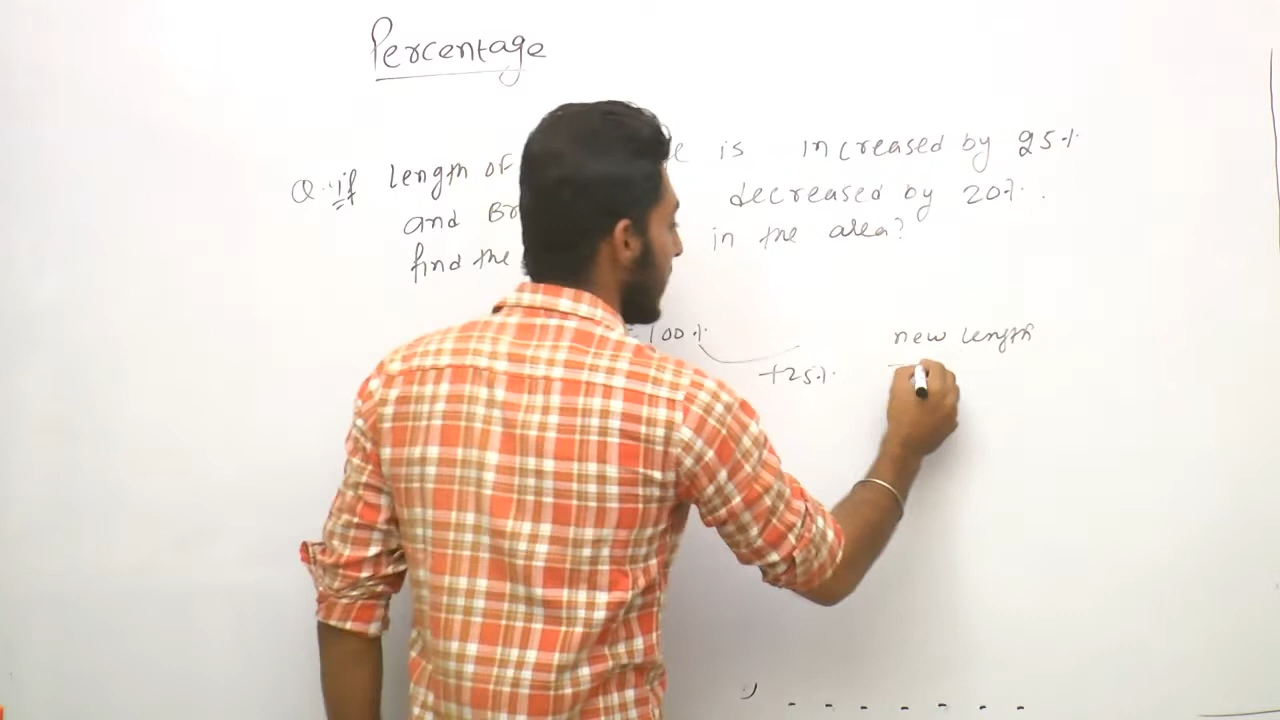 Percentage
Q. if length of is increased by 25%
and decreased by 20%.
find the in the area?
100% new length
+25%